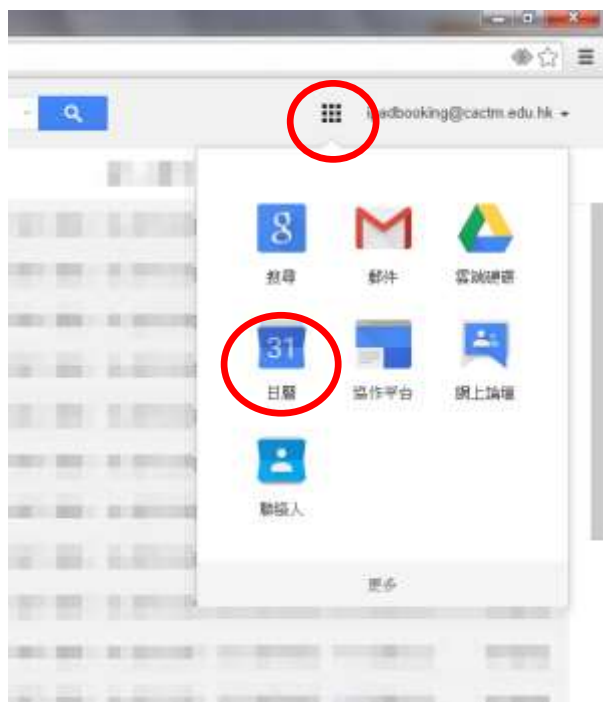 ipadbooking@cactm.edu.hk
g
搜尋 郵件 雲端硬碟
31
日曆 協作平台 網上論壇
聯絡人
更多